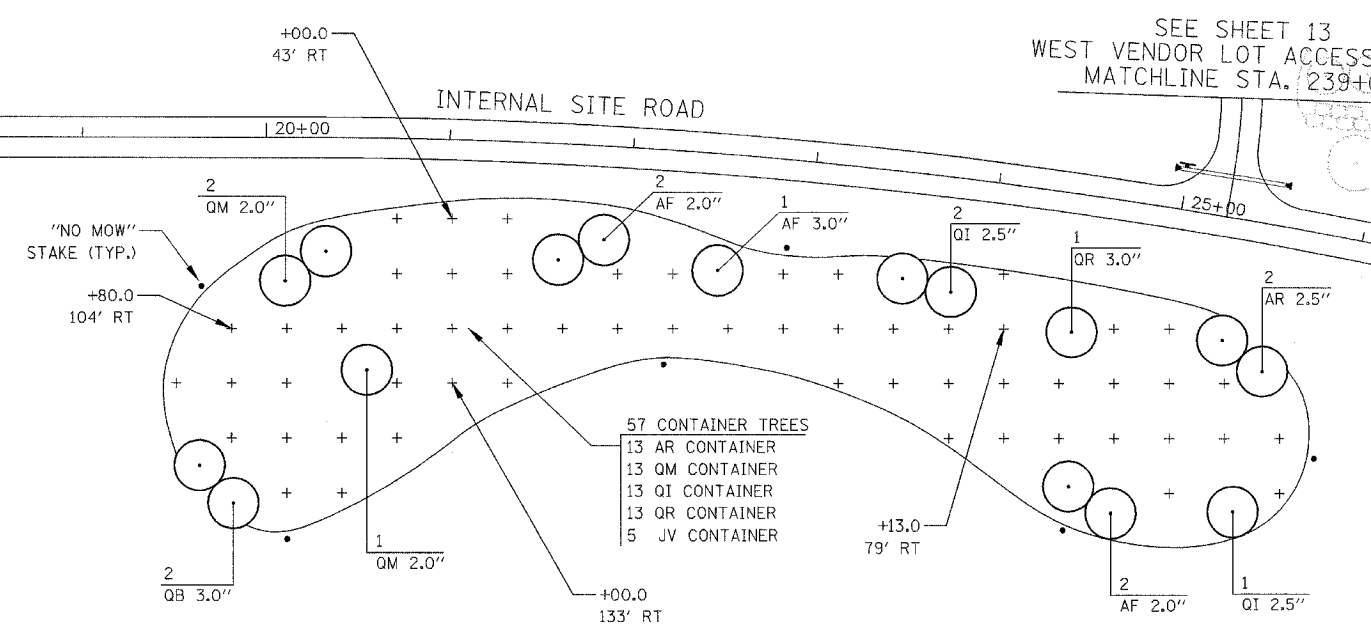 +00.0
43' RT
SEE SHEET 13
WEST VENDOR LOT ACCESS
MATCHLINE STA. 239+
INTERNAL SITE ROAD
20+00
25+00
2
QM 2.0"
2
AF 2.0"
1
AF 3.0"
2
QI 2.5"
1
QR 3.0"
2
AR 2.5"
"NO MOW"
STAKE (TYP.)
+80.0
104' RT
57 CONTAINER TREES
13 AR CONTAINER
13 QM CONTAINER
13 QI CONTAINER
13 QR CONTAINER
5 JV CONTAINER
+13.0
79' RT
1
QM 2.0"
2
QB 3.0"
+00.0
133' RT
2
AF 2.0"
1
QI 2.5"